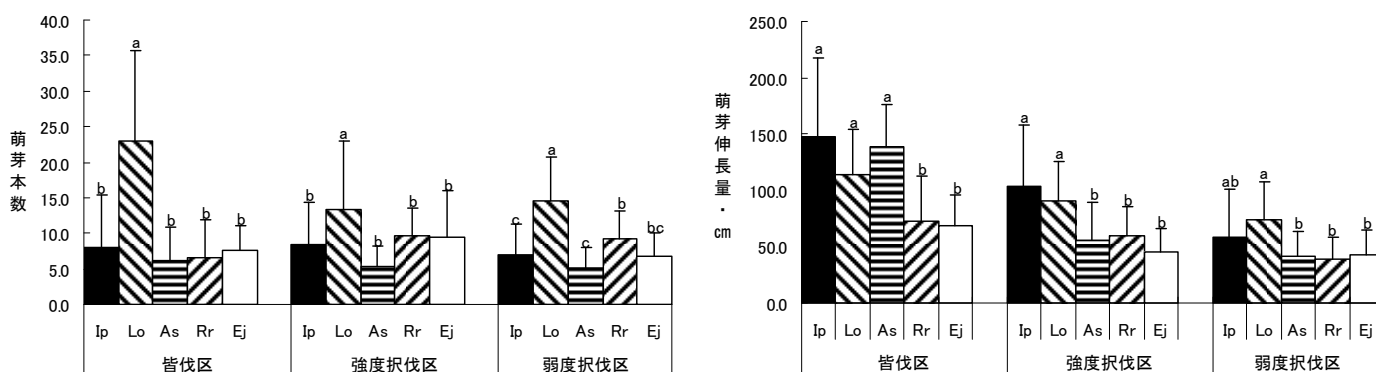 40.0
35.0
30.0
25.0
20.0
15.0
10.0
5.0
0.0
萌芽本数
b a b b b
b a b b b
c a c b bc
Ip Lo As Rr Ej Ip Lo As Rr Ej Ip Lo As Rr Ej
皆伐区 強度択伐区 弱度択伐区
250.0
200.0
150.0
100.0
50.0
0.0
萌芽伸長量・㎝
a a a b b
a a b b b
ab a b b b
Ip Lo As Rr Ej Ip Lo As Rr Ej Ip Lo As Rr Ej
皆伐区 強度択伐区 弱度択伐区